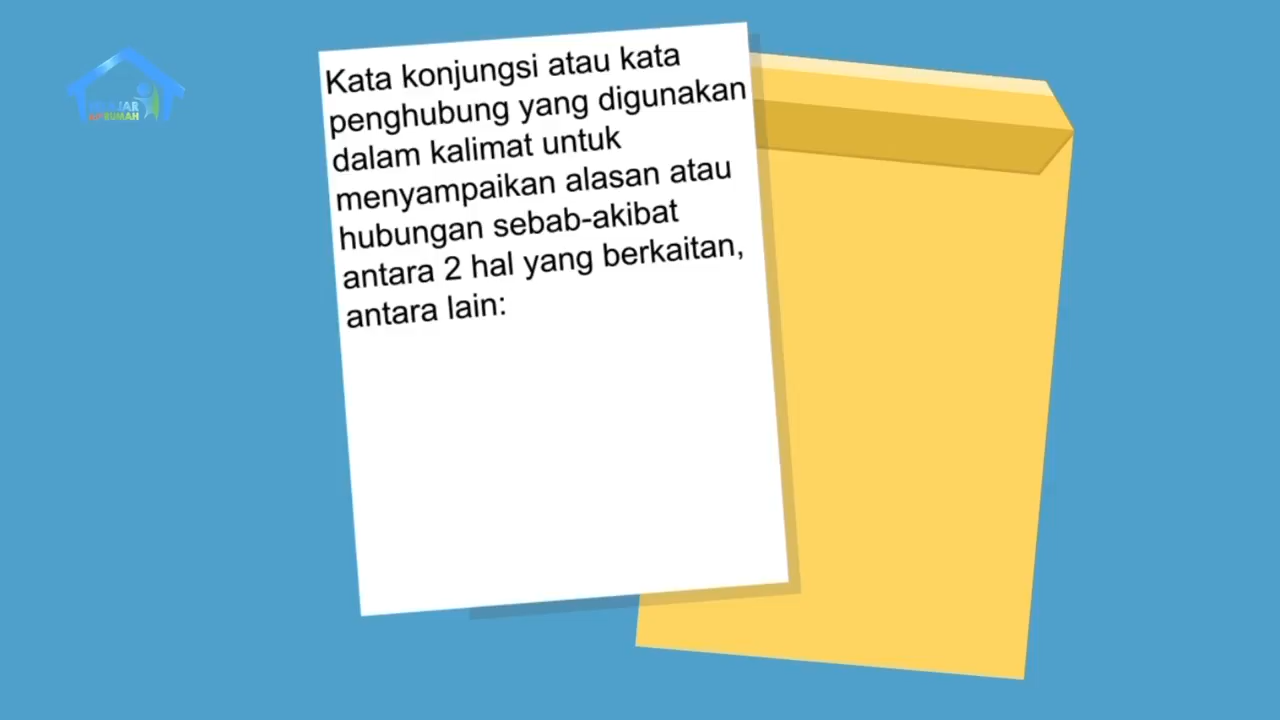 Kata konjungsi atau kata
penghubung yang digunakan
dalam kalimat untuk
menyampaikan alasan atau
hubungan sebab-akibat
antara 2 hal yang berkaitan,
antara lain:
RUMAH